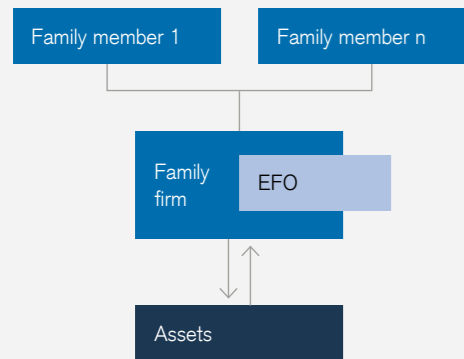 Family member 1
Family member n
Family
firm
EFO
Assets